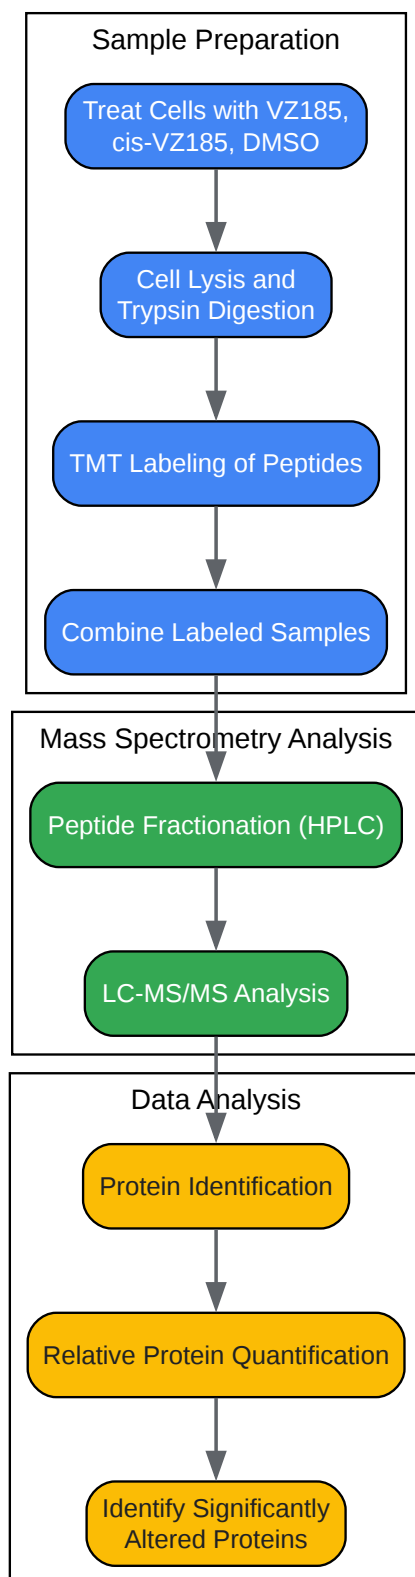 Sample Preparation
Treat Cells with VZ185,
cis-VZ185, DMSO
Cell Lysis and
Trypsin Digestion
TMT Labeling of Peptides
Combine Labeled Samples
Mass Spectrometry Analysis
Peptide Fractionation (HPLC)
LC-MS/MS Analysis
Data Analysis
Protein Identification
Relative Protein Quantification
Identify Significantly
Altered Proteins